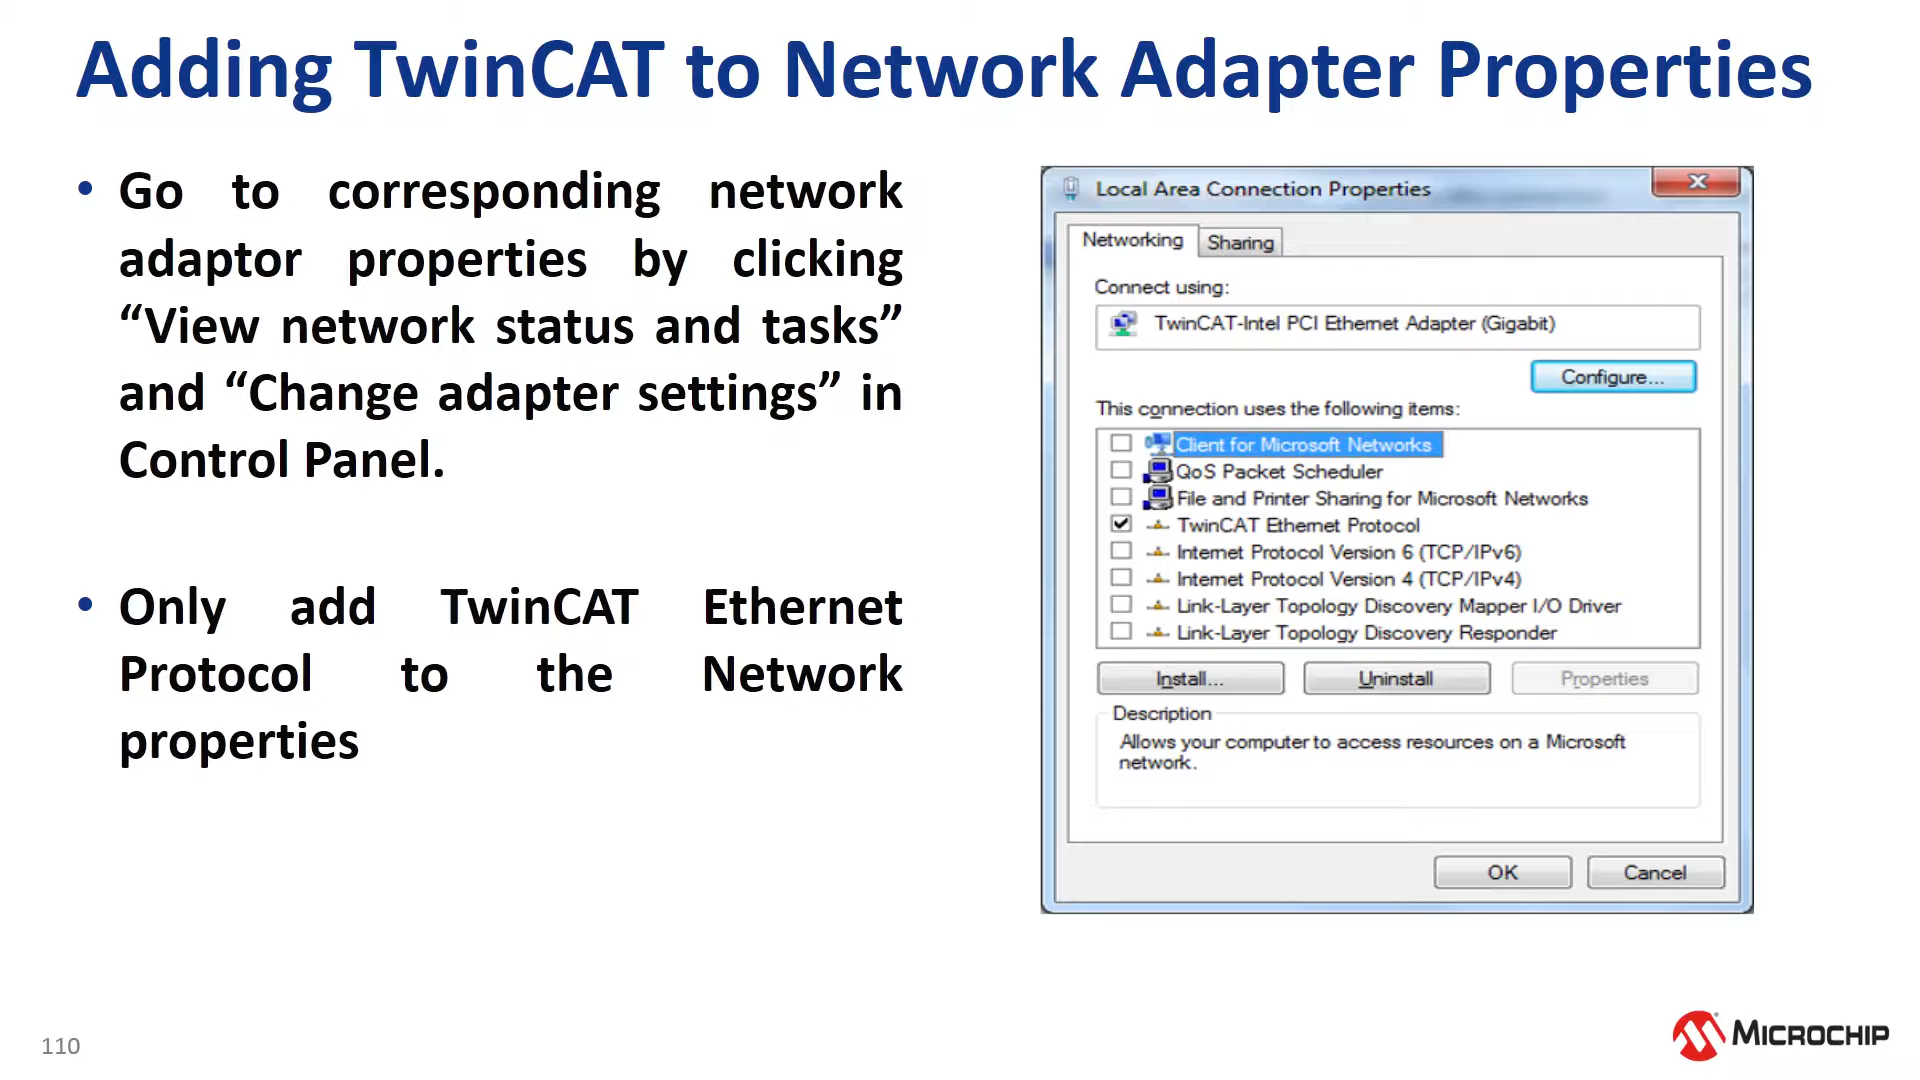 Adding TwinCAT to Network Adapter Properties
• Go to corresponding network
adaptor properties by clicking
“View network status and tasks”
and “Change adapter settings” in
Control Panel.
• Only add TwinCAT Ethernet
Protocol to the Network
properties
Local Area Connection Properties
Networking
Sharing
Connect using:
TwinCAT-Intel PCI Ethernet Adapter (Gigabit)
Configure...
This connection uses the following items:
Client for Microsoft Networks
QoS Packet Scheduler
File and Printer Sharing for Microsoft Networks
TwinCAT Ethernet Protocol
Internet Protocol Version 6 (TCP/IPv6)
Internet Protocol Version 4 (TCP/IPv4)
Link-Layer Topology Discovery Mapper I/O Driver
Link-Layer Topology Discovery Responder
Install...
Uninstall
Properties
Description
Allows your computer to access resources on a Microsoft
network.
OK
Cancel
110
MICROCHIP